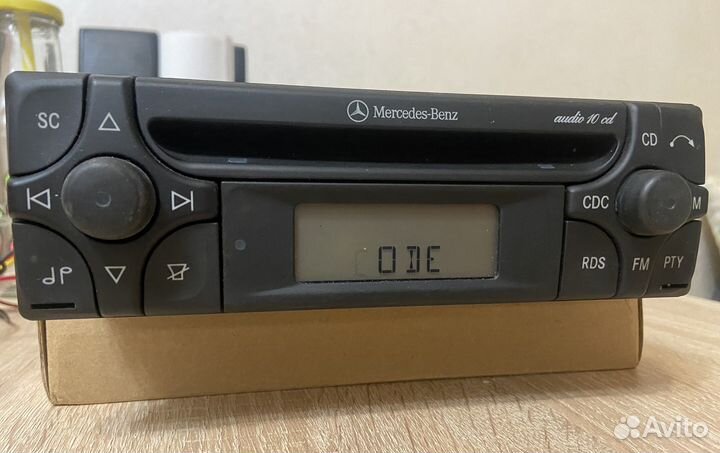 SC
Mercedes-Benz
audio 10 cd
CD
CDC
M
ODE
RDS
FM
PTY
Avito